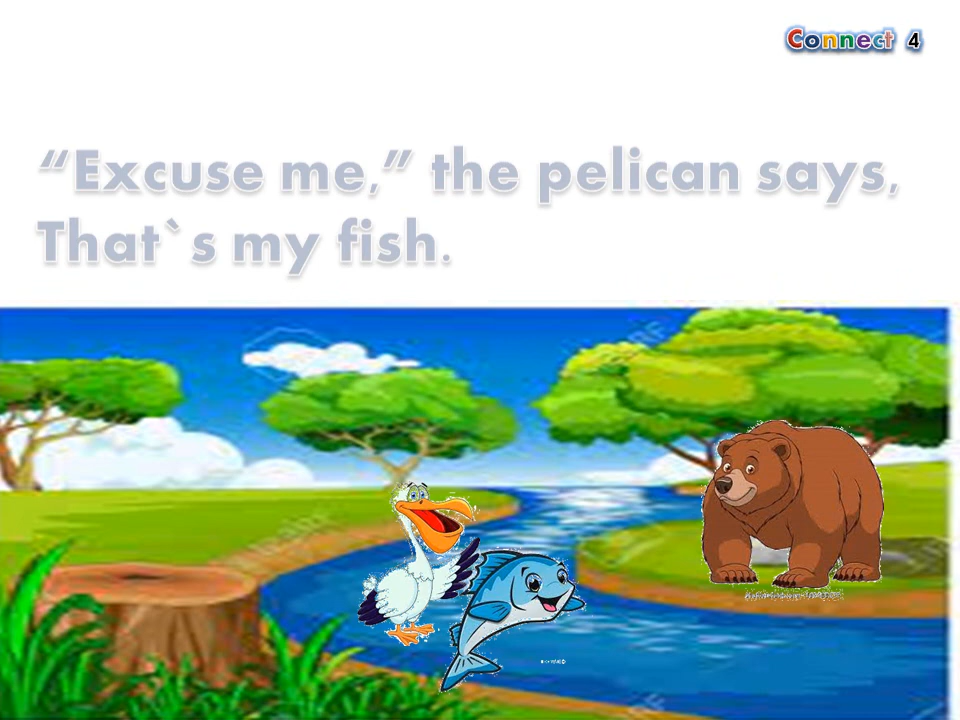 Connect 4
“Excuse me,” the pelican says,
That`s my fish.